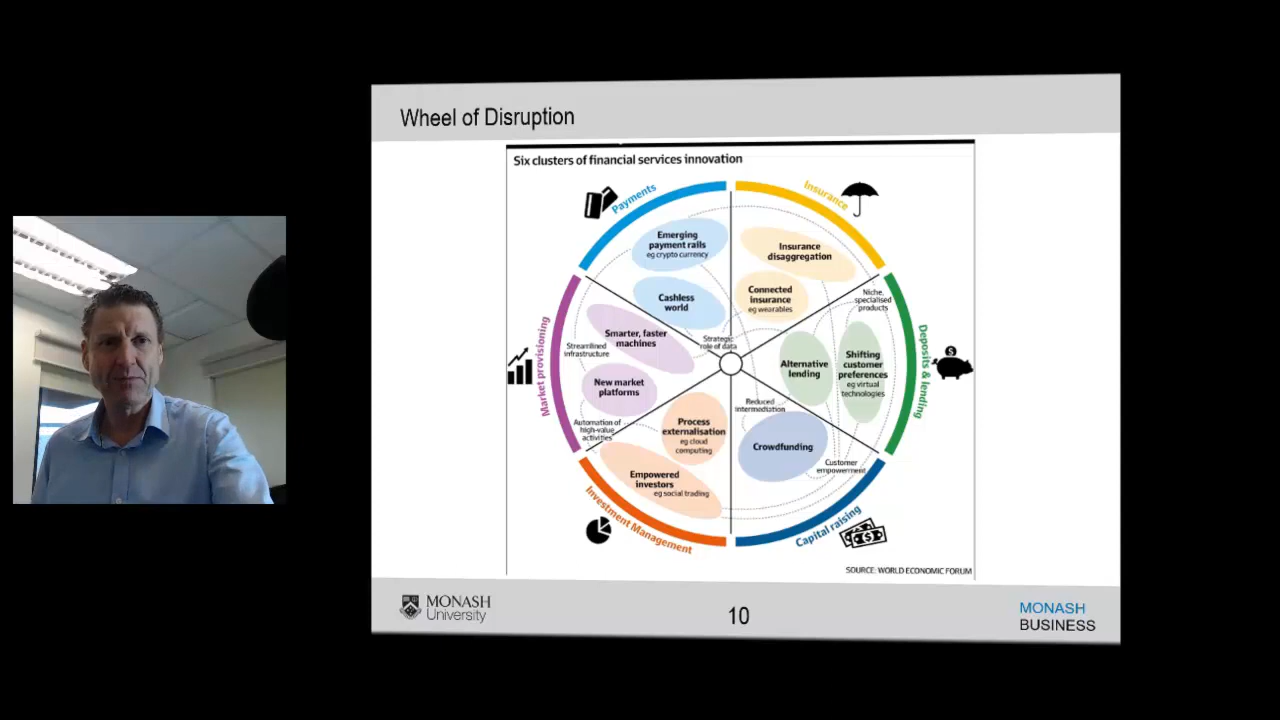 Wheel of Disruption
Six clusters of financial services innovation
Payments
Insurance
Emerging
payment rails
eg crypto currency
Insurance
disaggregation
Cashless
world
Connected
insurance
eg wearables
Niche,
specialised
products
Market provisioning
Streamlined
infrastructure
Smarter, faster
machines
Strategic
role of data
Deposits & lending
Alternative
lending
Shifting
customer
preferences
eg virtual
technologies
New market
platforms
Reduced
intermediation
Automation of
high-value
activities
Process
externalisation
eg cloud
computing
Crowdfunding
Customer
empowerment
Empowered
investors
eg social trading
Investment Management
Capital raising
SOURCE: WORLD ECONOMIC FORUM
MONASH
University
10
MONASH
BUSINESS